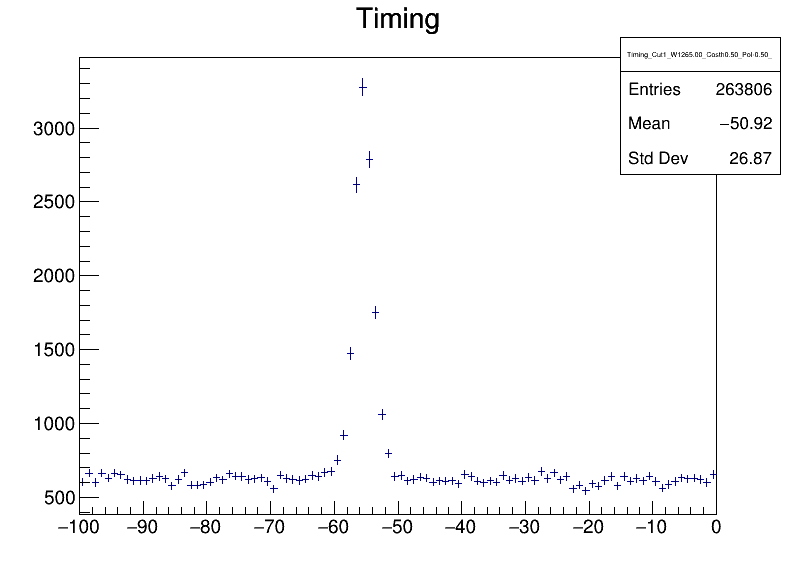 Timing
Timing_Cut1_W1265.00_Costh0.50_Pol-0.50_
Entries 263806
Mean −50.92
Std Dev 26.87
3000
2500
2000
1500
1000
500
−100 −90 −80 −70 −60 −50 −40 −30 −20 −10 0